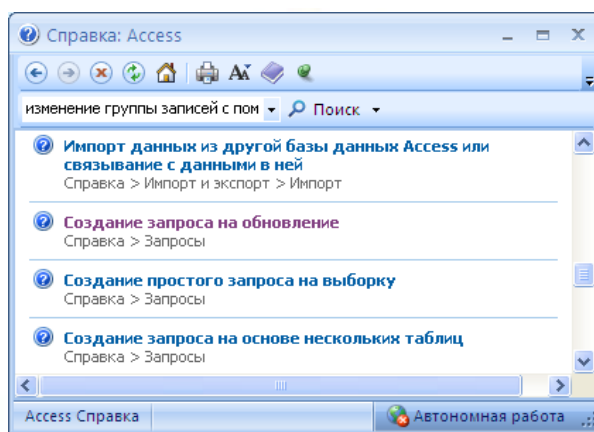 Справка: Access
изменение группы записей с пом
Поиск
Импорт данных из другой базы данных Access или
связывание с данными в ней
Справка > Импорт и экспорт > Импорт
Создание запроса на обновление
Справка > Запросы
Создание простого запроса на выборку
Справка > Запросы
Создание запроса на основе нескольких таблиц
Справка > Запросы
Access Справка
Автономная работа